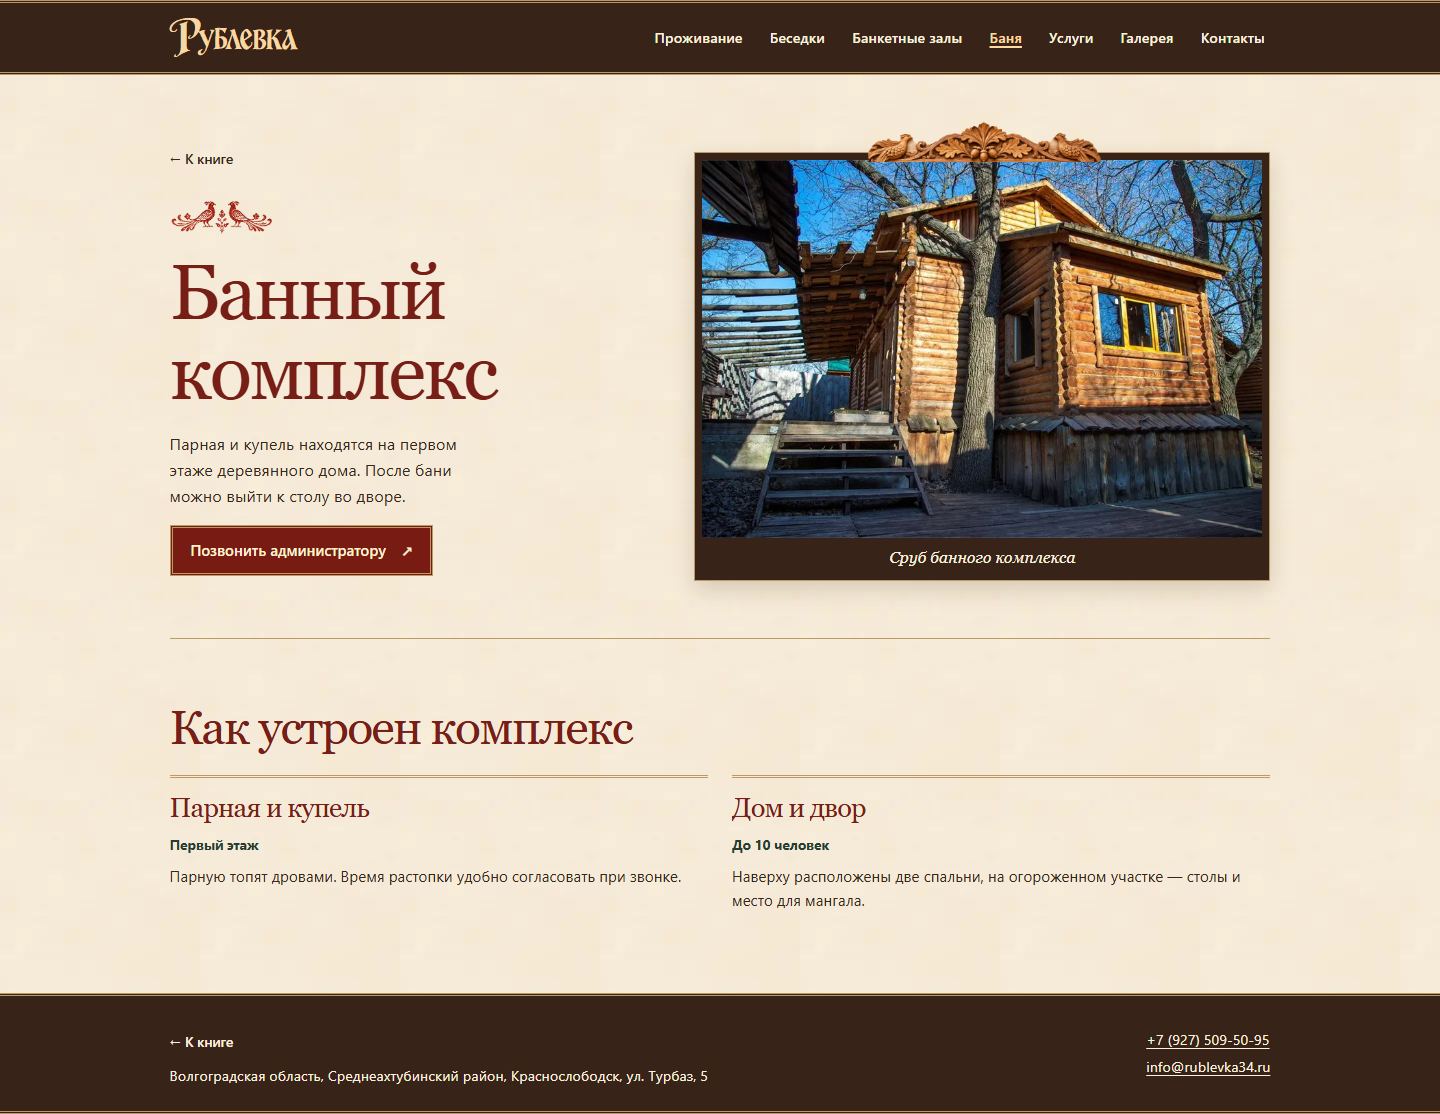 Рублевка
Проживание Беседки Банкетные залы Баня Услуги Галерея Контакты
← К книге
Банный
комплекс
Парная и купель находятся на первом
этаже деревянного дома. После бани
можно выйти к столу во дворе.
Позвонить администратору ↗
Сруб банного комплекса
Как устроен комплекс
Парная и купель
Первый этаж
Парную топят дровами. Время растопки удобно согласовать при звонке.
Дом и двор
До 10 человек
Наверху расположены две спальни, на огороженном участке — столы и
место для мангала.
← К книге
Волгоградская область, Среднеахтубинский район, Краснослободск, ул. Турбаз, 5
+7 (927) 509-50-95
info@rublevka34.ru